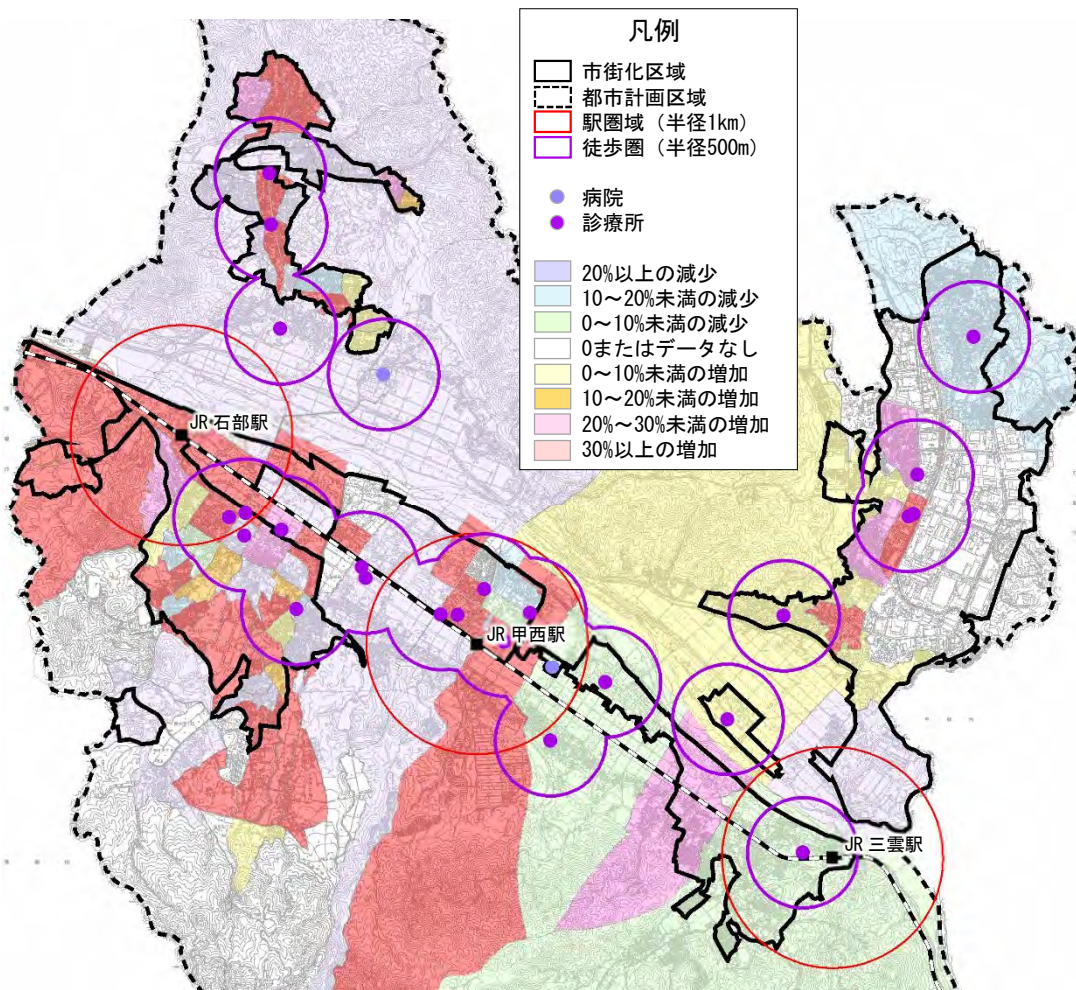 凡例
市街化区域
都市計画区域
駅圏域（半径1km）
徒歩圏（半径500m）
病院
診療所
20%以上の減少
10～20%未満の減少
0～10%未満の減少
0またはデータなし
0～10%未満の増加
10～20%未満の増加
20%～30%未満の増加
30%以上の増加
JR 石部駅
JR 甲西駅
JR 三雲駅